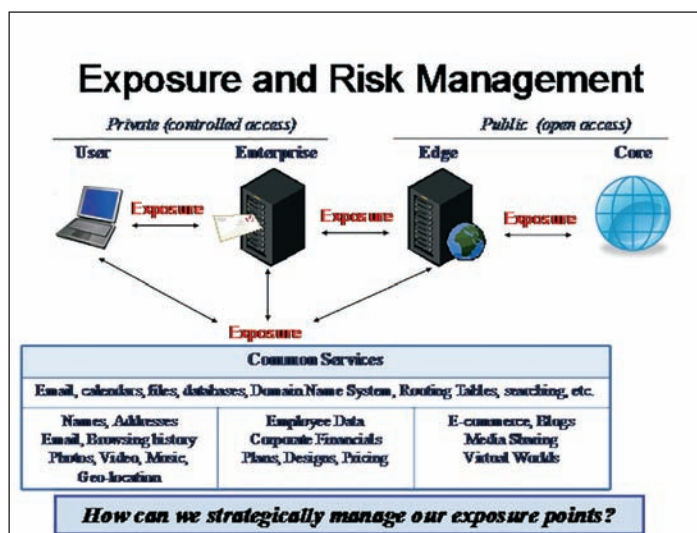 Exposure and Risk Management
Private (controlled access)
Public (open access)
User
Enterprise
Edge
Core
Exposure
Exposure
Exposure
Exposure
Common Services
Email, calendars, files, databases, Domain Name System, Routing Tables, searching, etc.
Names, Addresses
Email, Browsing history
Photos, Video, Music,
Geo-location
Employee Data
Corporate Financials
Plans, Designs, Pricing
E-commerce, Blogs
Media Sharing
Virtual Worlds
How can we strategically manage our exposure points?